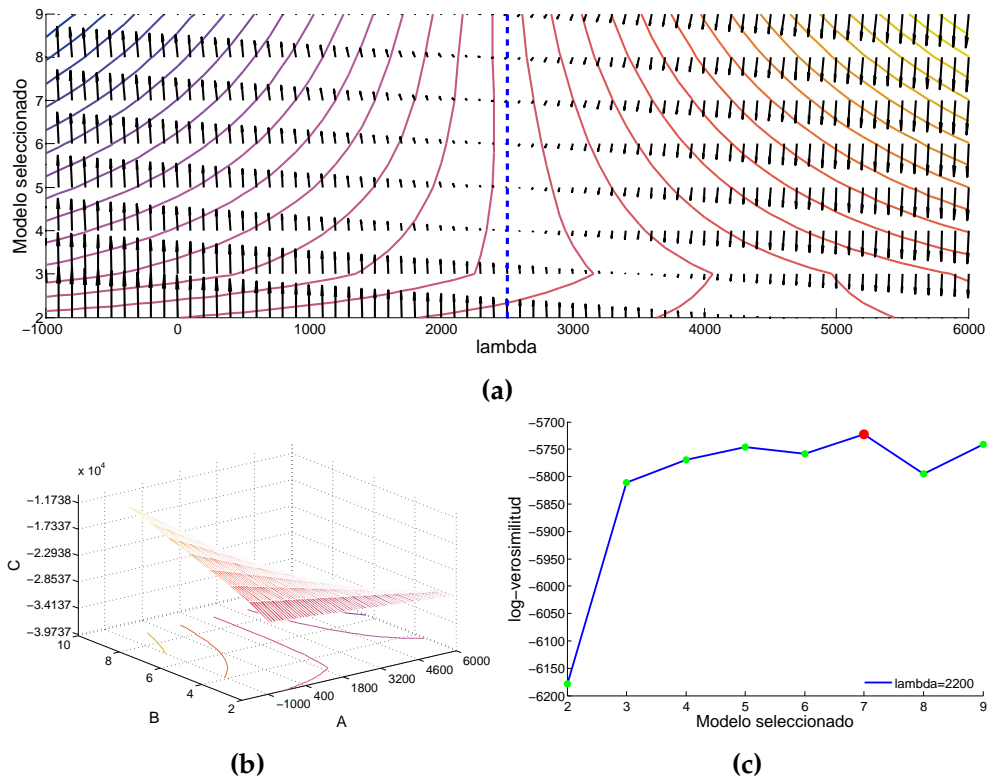 9
8
7
6
5
4
3
2
Modelo seleccionado
−1000 0 1000 2000 3000 4000 5000 6000
lambda
(a)
x 10^4
−1.1738
−1.7337
−2.2938
−2.8537
−3.4137
−3.9737
C
10
8
6
4
2
B
−1000 400 1800 3200 4600 6000
A
(b)
−5700
−5750
−5800
−5850
−5900
−5950
−6000
−6050
−6100
−6150
−6200
log−verosimilitud
lambda=2200
2 3 4 5 6 7 8 9
Modelo seleccionado
(c)